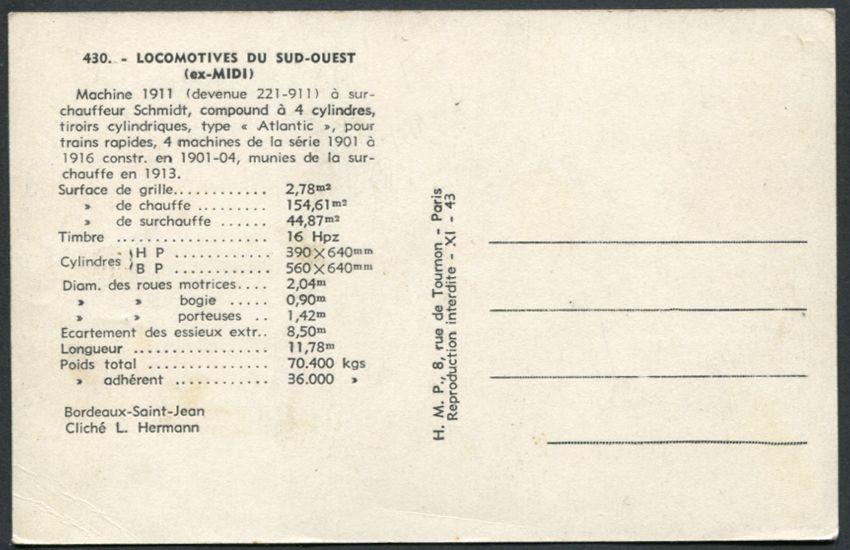 430. - LOCOMOTIVES DU SUD-OUEST
(ex-MIDI)
Machine 1911 (devenue 221-911) à sur-
chauffeur Schmidt, compound à 4 cylindres,
tiroirs cylindriques, type « Atlantic », pour
trains rapides, 4 machines de la série 1901 à
1916 constr. en 1901-04, munies de la sur-
chauffe en 1913.
Surface de grille............ 2,78m²
» de chauffe ......... 154,61m²
» de surchauffe ...... 44,87m²
Timbre .................... 16 Hpz
Cylindres } H P ............ 390×640mm
B P ............ 560×640mm
Diam. des roues motrices.... 2,04m
» » bogie ..... 0,90m
» » porteuses .. 1,42m
Ecartement des essieux extr.. 8,50m
Longueur .................. 11,78m
Poids total ................ 70.400 kgs
» adhérent ............ 36.000 »
Bordeaux-Saint-Jean
Cliché L. Hermann
H. M. P., 8, rue de Tournon - Paris
Reproduction interdite - XI - 43